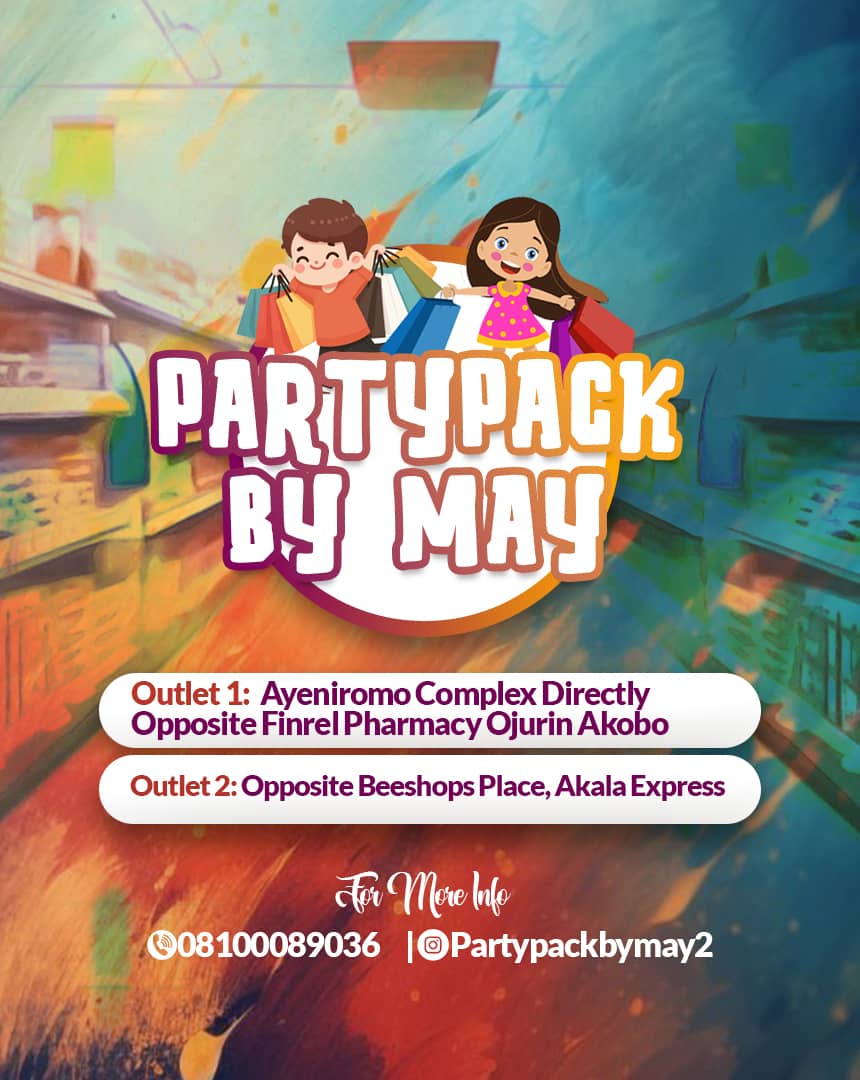 PARTYPACK
BY MAY
Outlet 1: Ayeniromo Complex Directly
Opposite Finrel Pharmacy Ojurin Akobo
Outlet 2: Opposite Beeshops Place, Akala Express
For More Info
08100089036 | Partypackbymay2